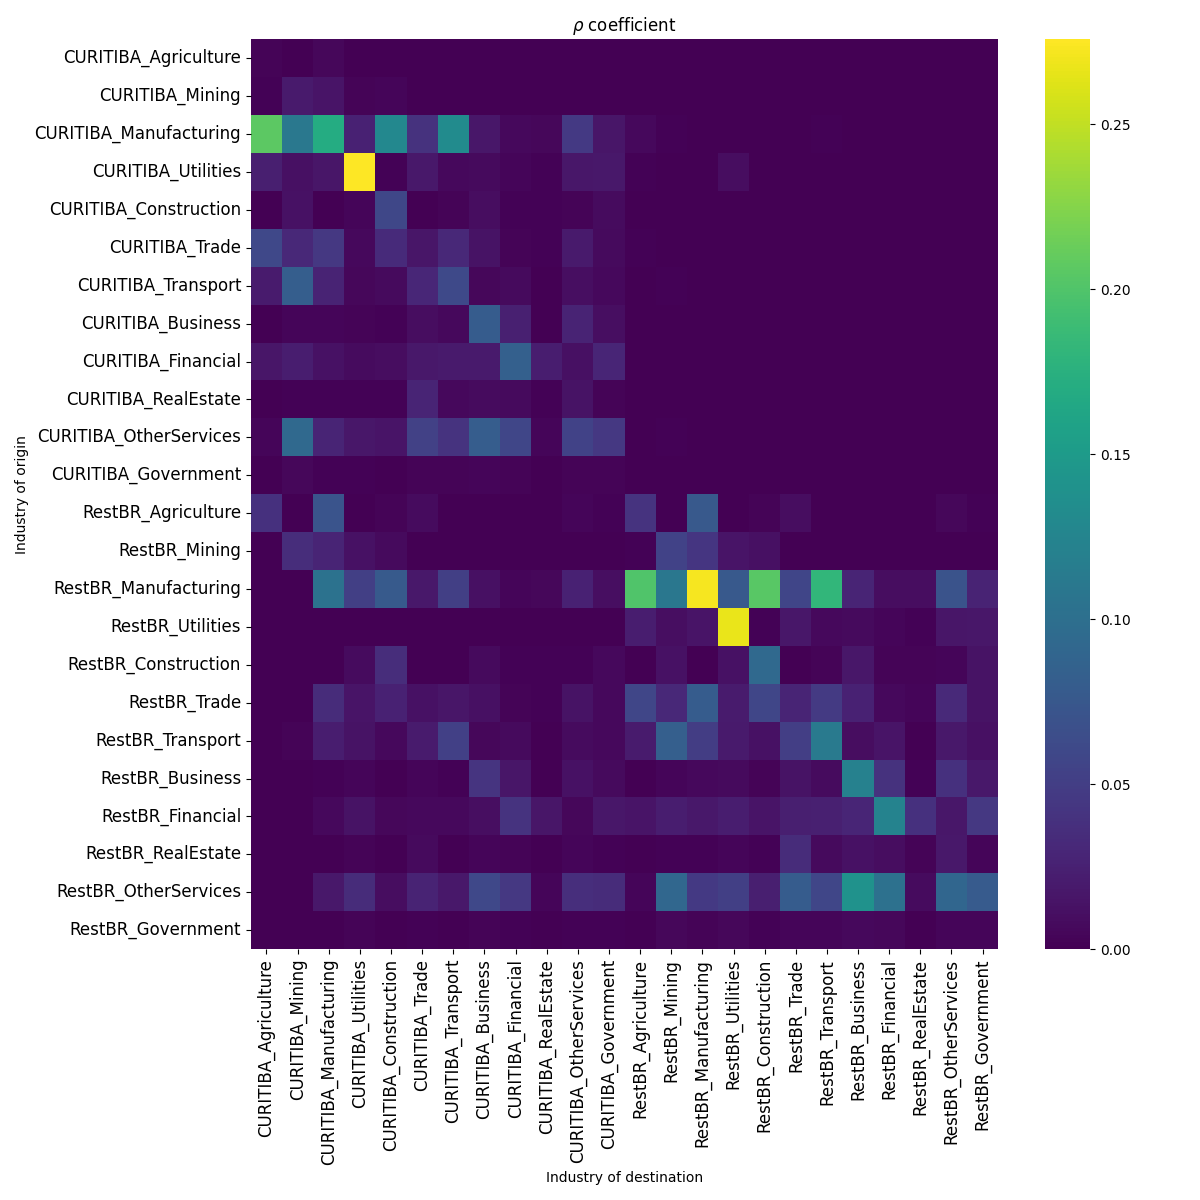 ρ coefficient
CURITIBA_Agriculture
CURITIBA_Mining
CURITIBA_Manufacturing
CURITIBA_Utilities
CURITIBA_Construction
CURITIBA_Trade
CURITIBA_Transport
CURITIBA_Business
CURITIBA_Financial
CURITIBA_RealEstate
CURITIBA_OtherServices
CURITIBA_Government
RestBR_Agriculture
RestBR_Mining
RestBR_Manufacturing
RestBR_Utilities
RestBR_Construction
RestBR_Trade
RestBR_Transport
RestBR_Business
RestBR_Financial
RestBR_RealEstate
RestBR_OtherServices
RestBR_Government
Industry of origin
CURITIBA_Agriculture
CURITIBA_Mining
CURITIBA_Manufacturing
CURITIBA_Utilities
CURITIBA_Construction
CURITIBA_Trade
CURITIBA_Transport
CURITIBA_Business
CURITIBA_Financial
CURITIBA_RealEstate
CURITIBA_OtherServices
CURITIBA_Government
RestBR_Agriculture
RestBR_Mining
RestBR_Manufacturing
RestBR_Utilities
RestBR_Construction
RestBR_Trade
RestBR_Transport
RestBR_Business
RestBR_Financial
RestBR_RealEstate
RestBR_OtherServices
RestBR_Government
Industry of destination
0.25
0.20
0.15
0.10
0.05
0.00